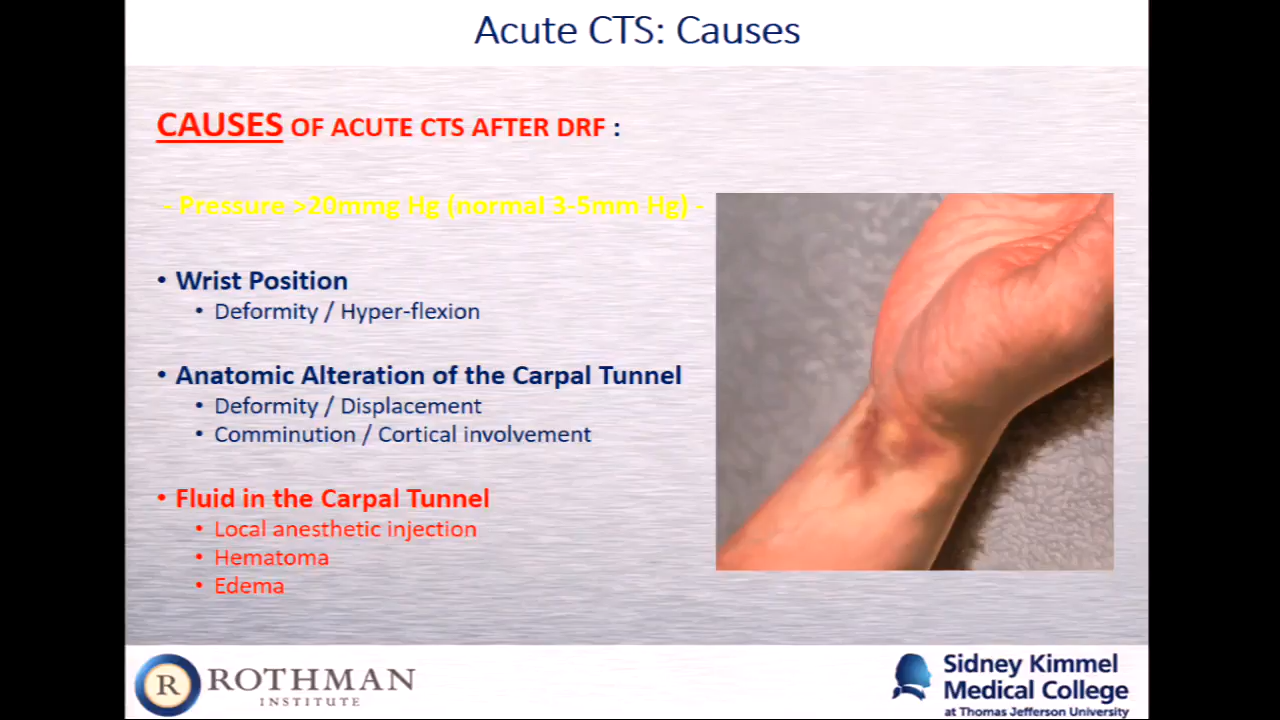 Acute CTS: Causes
CAUSES OF ACUTE CTS AFTER DRF :
- Pressure >20mmg Hg (normal 3-5mm Hg) -
• Wrist Position
• Deformity / Hyper-flexion
• Anatomic Alteration of the Carpal Tunnel
• Deformity / Displacement
• Comminution / Cortical involvement
• Fluid in the Carpal Tunnel
• Local anesthetic injection
• Hematoma
• Edema
R ROTHMAN
INSTITUTE
Sidney Kimmel
Medical College
at Thomas Jefferson University